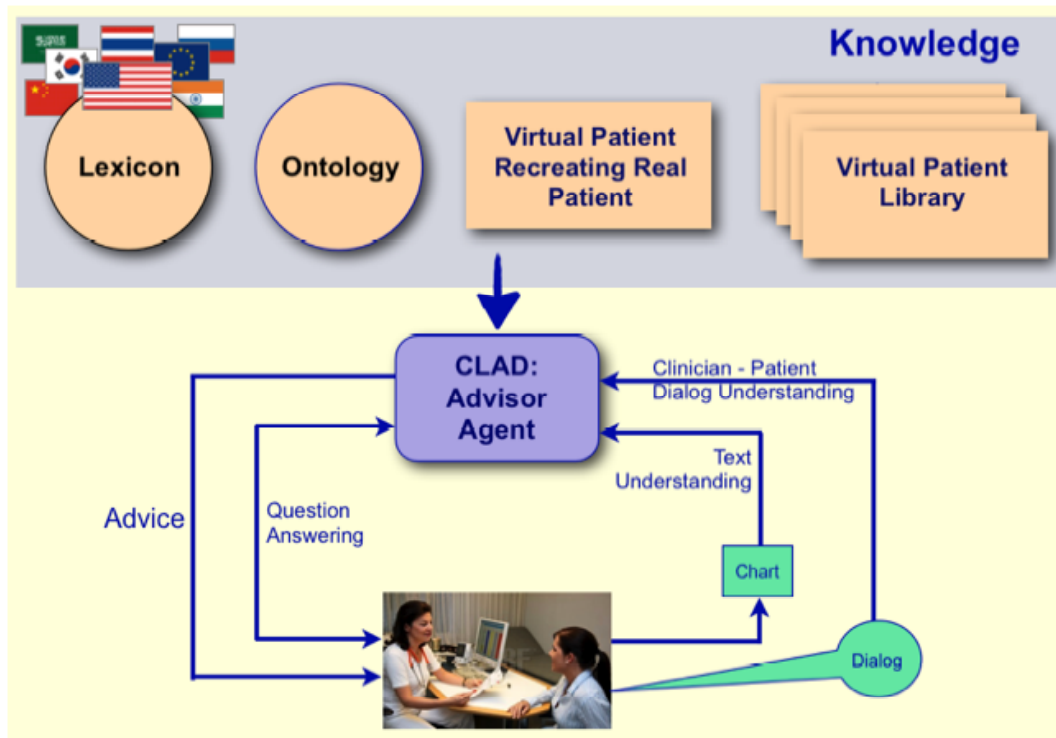 Knowledge
Lexicon
Ontology
Virtual Patient
Recreating Real
Patient
Virtual Patient
Library
CLAD:
Advisor
Agent
Clinician - Patient
Dialog Understanding
Text
Understanding
Advice
Question
Answering
Chart
Dialog